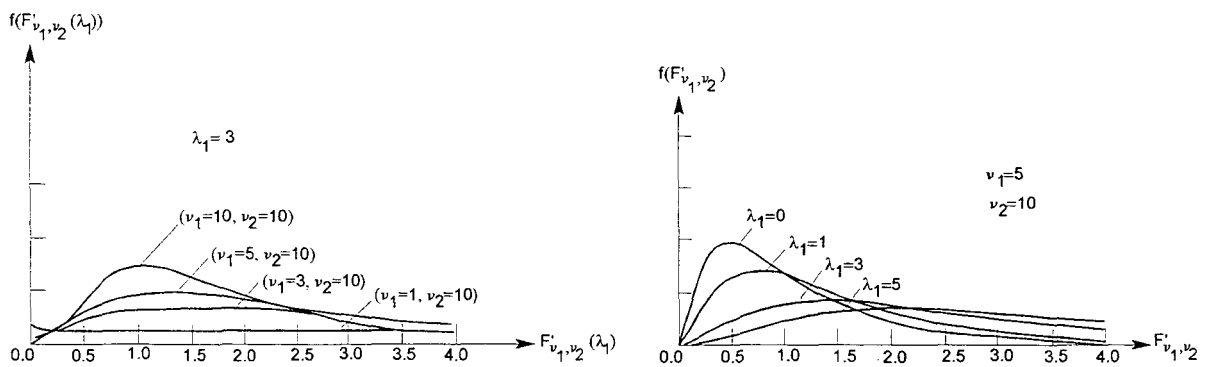 f(F'ν1,ν2 (λ1))
λ1= 3
(ν1=10, ν2=10)
(ν1=5, ν2=10)
(ν1=3, ν2=10)
(ν1=1, ν2=10)
0.0 0.5 1.0 1.5 2.0 2.5 3.0 3.5 4.0
F'ν1,ν2 (λ1)
f(F'ν1,ν2)
ν1=5
ν2=10
λ1=0
λ1=1
λ1=3
λ1=5
0.0 0.5 1.0 1.5 2.0 2.5 3.0 3.5 4.0
F'ν1,ν2